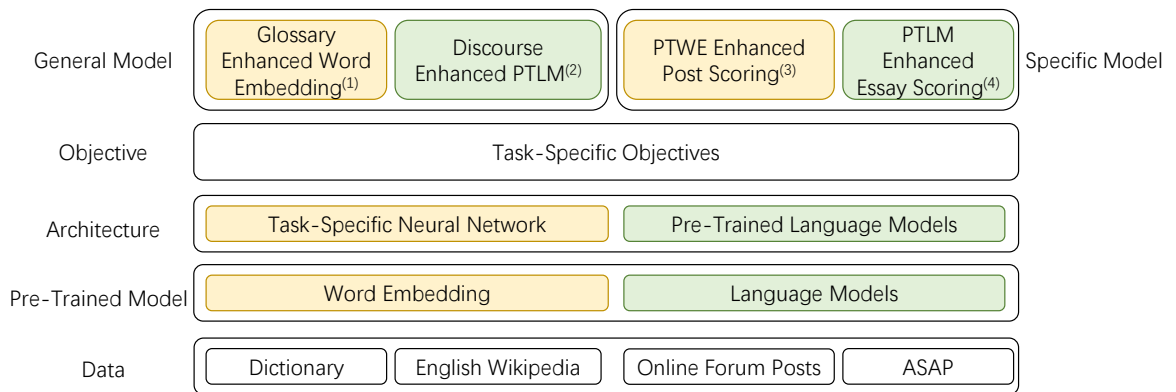 General Model
Glossary
Enhanced Word
Embedding(1)
Discourse
Enhanced PTLM(2)
PTWE Enhanced
Post Scoring(3)
PTLM
Enhanced
Essay Scoring(4)
Specific Model
Objective
Task-Specific Objectives
Architecture
Task-Specific Neural Network
Pre-Trained Language Models
Pre-Trained Model
Word Embedding
Language Models
Data
Dictionary
English Wikipedia
Online Forum Posts
ASAP